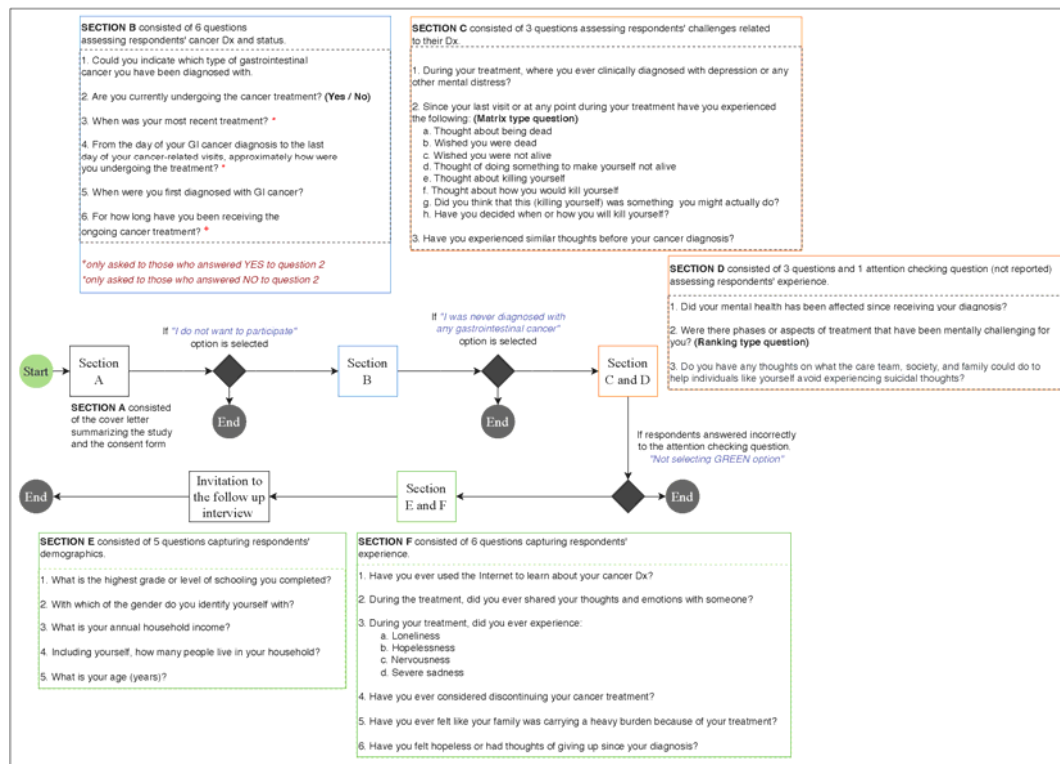 SECTION B consisted of 6 questions
assessing respondents' cancer Dx and status.
1. Could you indicate which type of gastrointestinal
cancer you have been diagnosed with.
2. Are you currently undergoing the cancer treatment? (Yes / No)
3. When was your most recent treatment? *
4. From the day of your GI cancer diagnosis to the last
day of your cancer-related visits, approximately how were
you undergoing the treatment? *
5. When were you first diagnosed with GI cancer?
6. For how long have you been receiving the
ongoing cancer treatment? *
*only asked to those who answered YES to question 2
*only asked to those who answered NO to question 2
SECTION C consisted of 3 questions assessing respondents' challenges related
to their Dx.
1. During your treatment, where you ever clinically diagnosed with depression or any
other mental distress?
2. Since your last visit or at any point during your treatment have you experienced
the following: (Matrix type question)
a. Thought about being dead
b. Wished you were dead
c. Wished you were not alive
d. Thought of doing something to make yourself not alive
e. Thought about killing yourself
f. Thought about how you would kill yourself
g. Did you think that this (killing yourself) was something you might actually do?
h. Have you decided when or how you will kill yourself?
3. Have you experienced similar thoughts before your cancer diagnosis?
SECTION D consisted of 3 questions and 1 attention checking question (not reported)
assessing respondents' experience.
1. Did your mental health has been affected since receiving your diagnosis?
2. Were there phases or aspects of treatment that have been mentally challenging for
you? (Ranking type question)
3. Do you have any thoughts on what the care team, society, and family could do to
help individuals like yourself avoid experiencing suicidal thoughts?
If "I do not want to participate"
option is selected
If "I was never diagnosed with
any gastrointestinal cancer"
option is selected
Start
Section
A
Section
B
Section
C and D
End
End
SECTION A consisted
of the cover letter
summarizing the study
and the consent form
If respondents answered incorrectly
to the attention checking question.
"Not selecting GREEN option"
End
Invitation to
the follow up
interview
Section
E and F
End
SECTION E consisted of 5 questions capturing respondents'
demographics.
1. What is the highest grade or level of schooling you completed?
2. With which of the gender do you identify yourself with?
3. What is your annual household income?
4. Including yourself, how many people live in your household?
5. What is your age (years)?
SECTION F consisted of 6 questions capturing respondents'
experience.
1. Have you ever used the Internet to learn about your cancer Dx?
2. During the treatment, did you ever shared your thoughts and emotions with someone?
3. During your treatment, did you ever experience:
a. Loneliness
b. Hopelessness
c. Nervousness
d. Severe sadness
4. Have you ever considered discontinuing your cancer treatment?
5. Have you ever felt like your family was carrying a heavy burden because of your treatment?
6. Have you felt hopeless or had thoughts of giving up since your diagnosis?